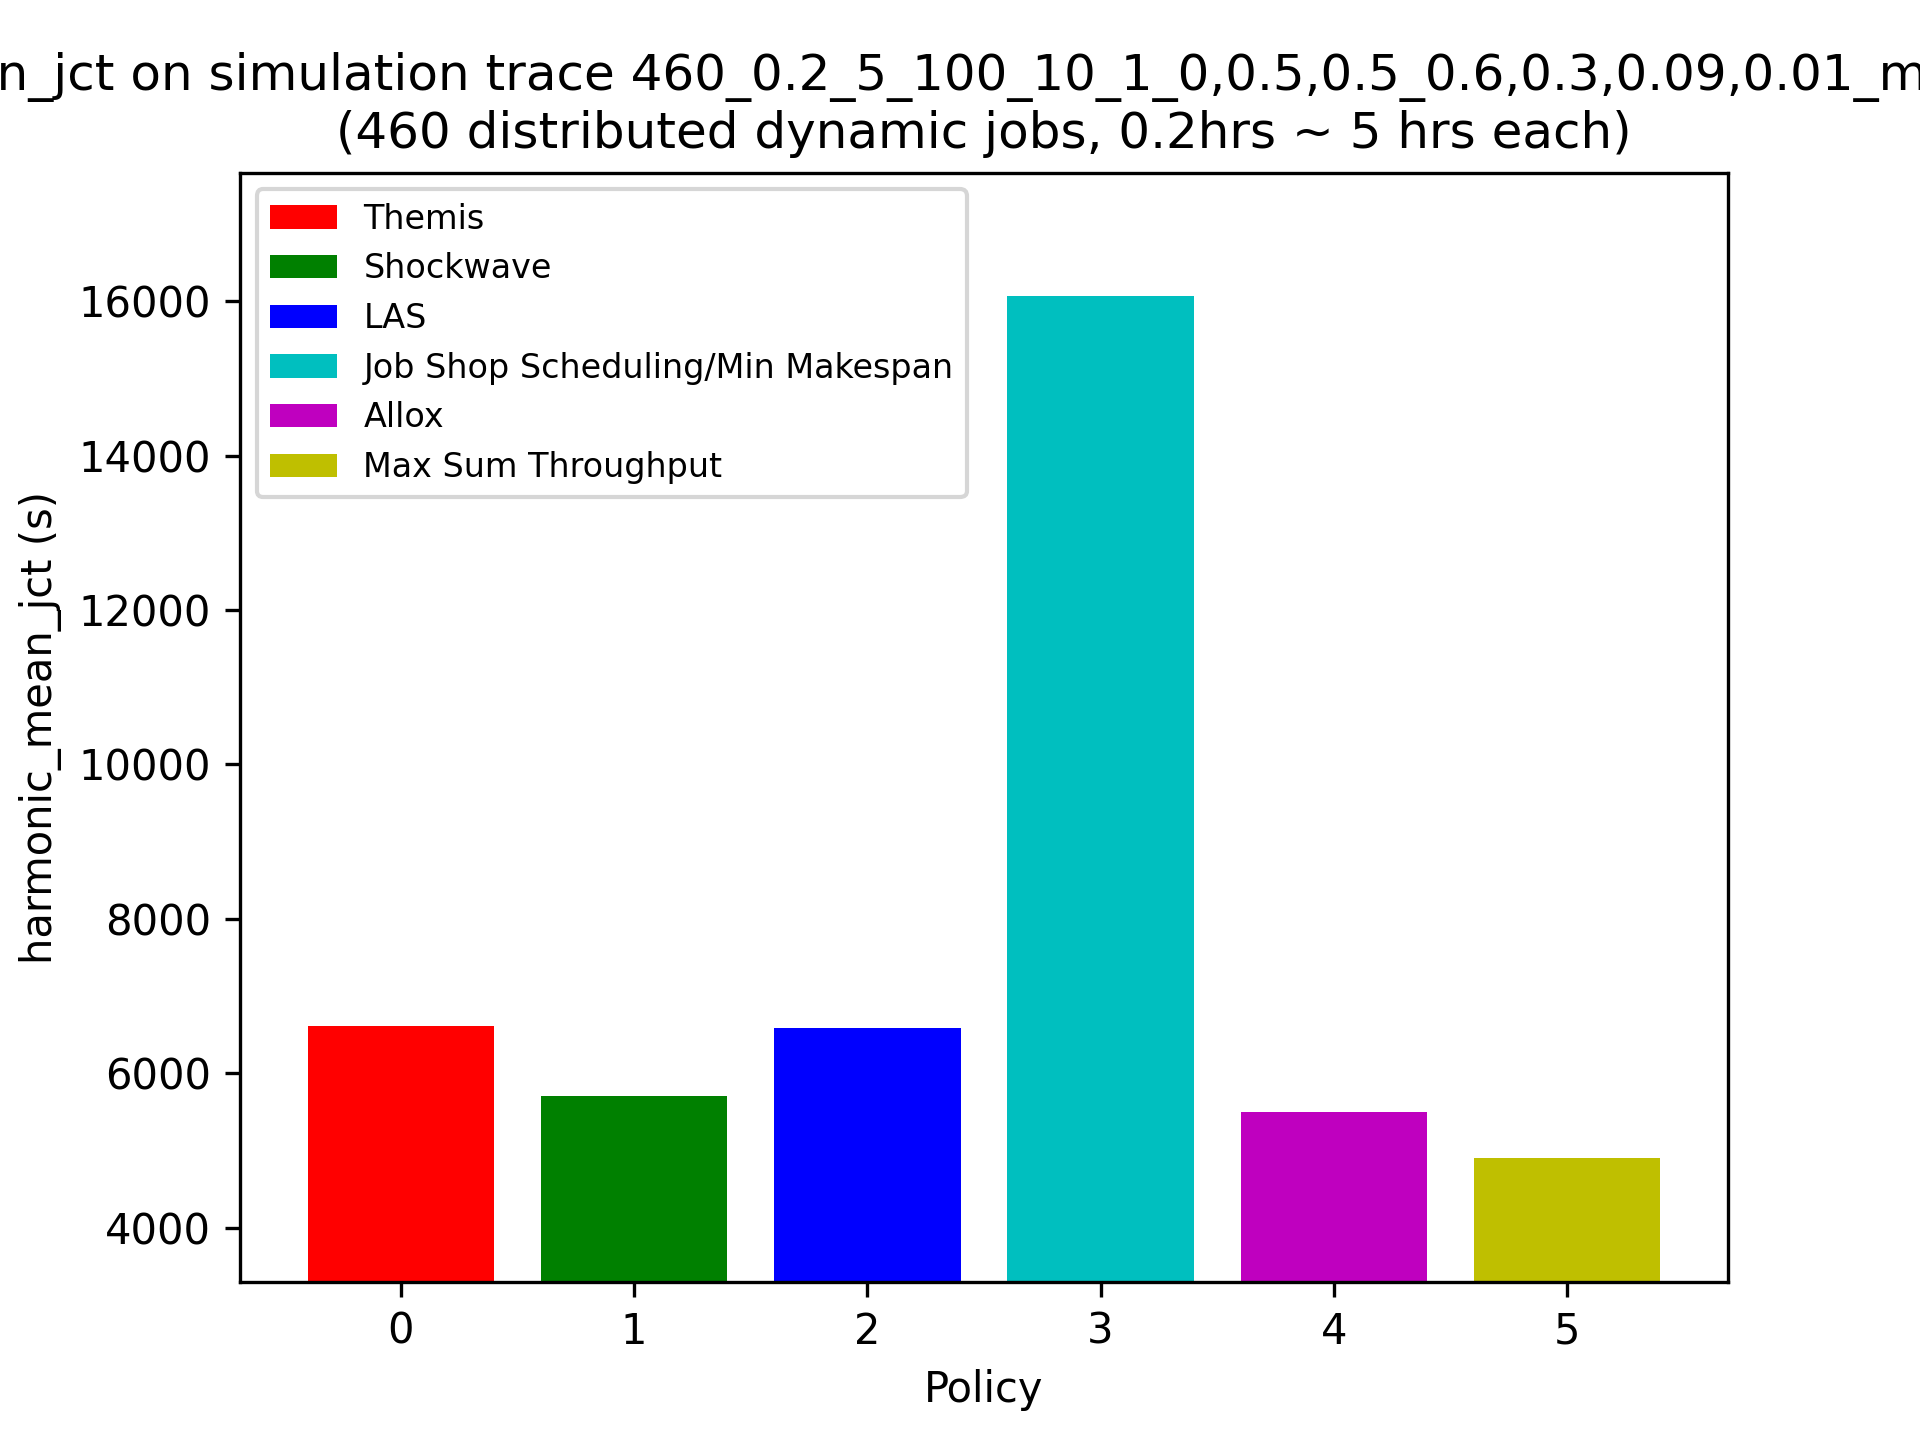 n_jct on simulation trace 460_0.2_5_100_10_1_0,0.5,0.5_0.6,0.3,0.09,0.01_m
(460 distributed dynamic jobs, 0.2hrs ~ 5 hrs each)
Themis
Shockwave
LAS
Job Shop Scheduling/Min Makespan
Allox
Max Sum Throughput
harmonic_mean_jct (s)
16000
14000
12000
10000
8000
6000
4000
0 1 2 3 4 5
Policy